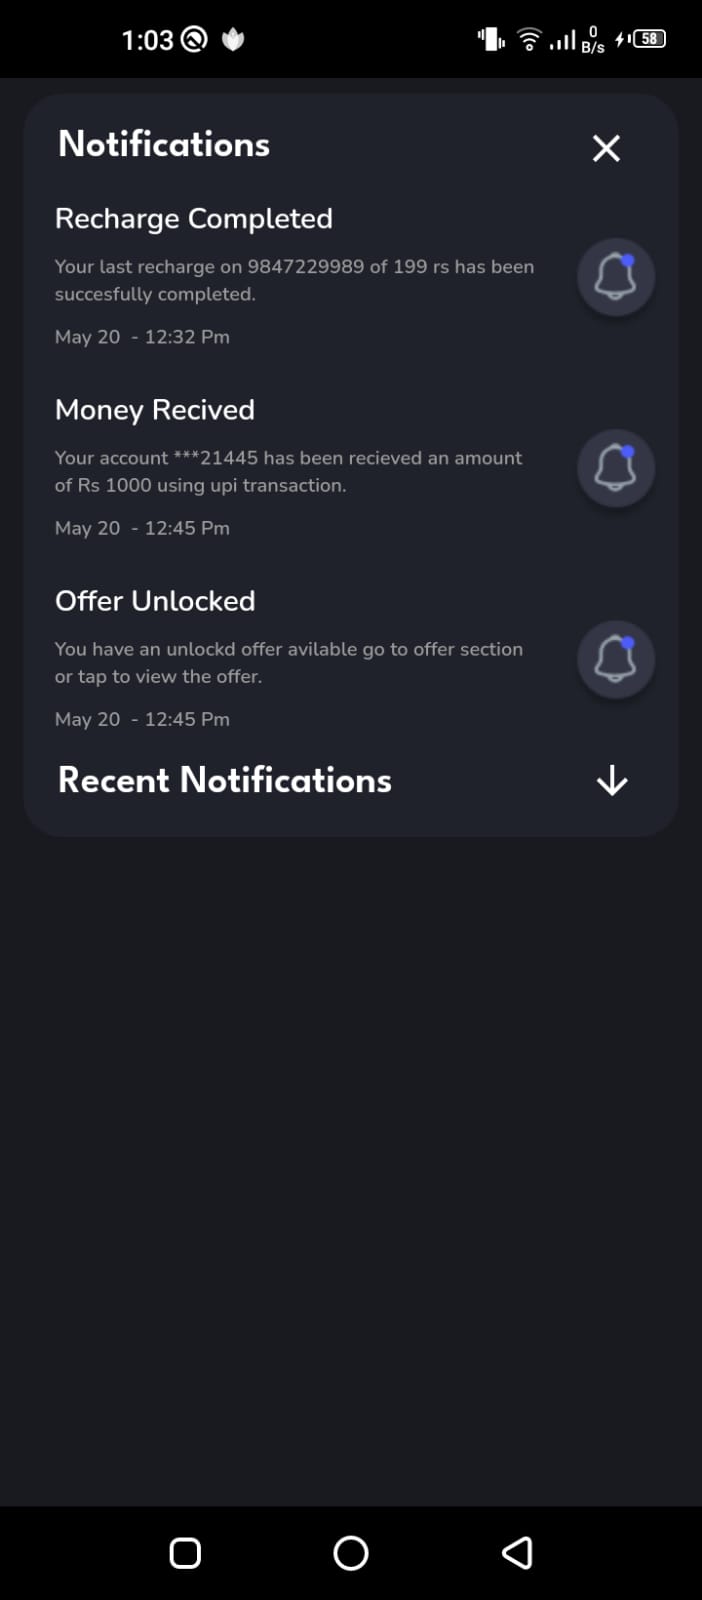 1:03
0
B/s
58
Notifications
Recharge Completed
Your last recharge on 9847229989 of 199 rs has been
succesfully completed.
May 20  - 12:32 Pm
Money Recived
Your account ***21445 has been recieved an amount
of Rs 1000 using upi transaction.
May 20  - 12:45 Pm
Offer Unlocked
You have an unlockd offer avilable go to offer section
or tap to view the offer.
May 20  - 12:45 Pm
Recent Notifications